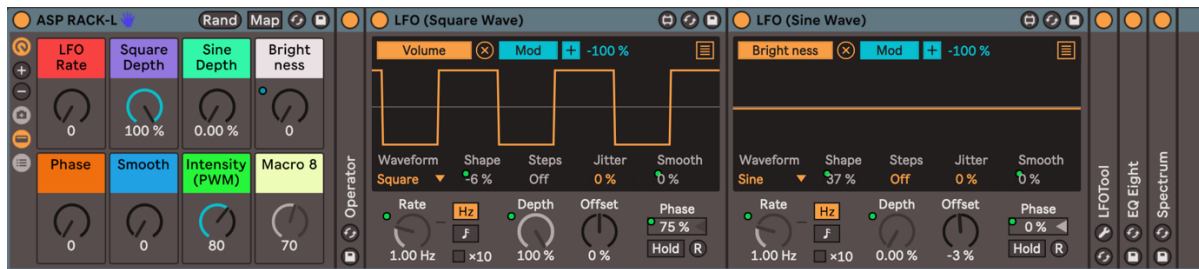 ASP RACK-L
Rand
Map
LFO Rate
Square Depth
Sine Depth
Bright ness
0
100 %
0.00 %
0
Phase
Smooth
Intensity (PWM)
Macro 8
0
0
80
70
Operator
LFO (Square Wave)
Volume
Mod
+
-100 %
Waveform
Shape
Steps
Jitter
Smooth
Square
-6 %
Off
0 %
0 %
Rate
Hz
Depth
Offset
Phase
75 %
1.00 Hz
×10
100 %
0 %
Hold
R
LFO (Sine Wave)
Bright ness
Mod
+
-100 %
Waveform
Shape
Steps
Jitter
Smooth
Sine
37 %
Off
0 %
0 %
Rate
Hz
Depth
Offset
Phase
0 %
1.00 Hz
×10
0.00 %
-3 %
Hold
R
LFOTool
EQ Eight
Spectrum